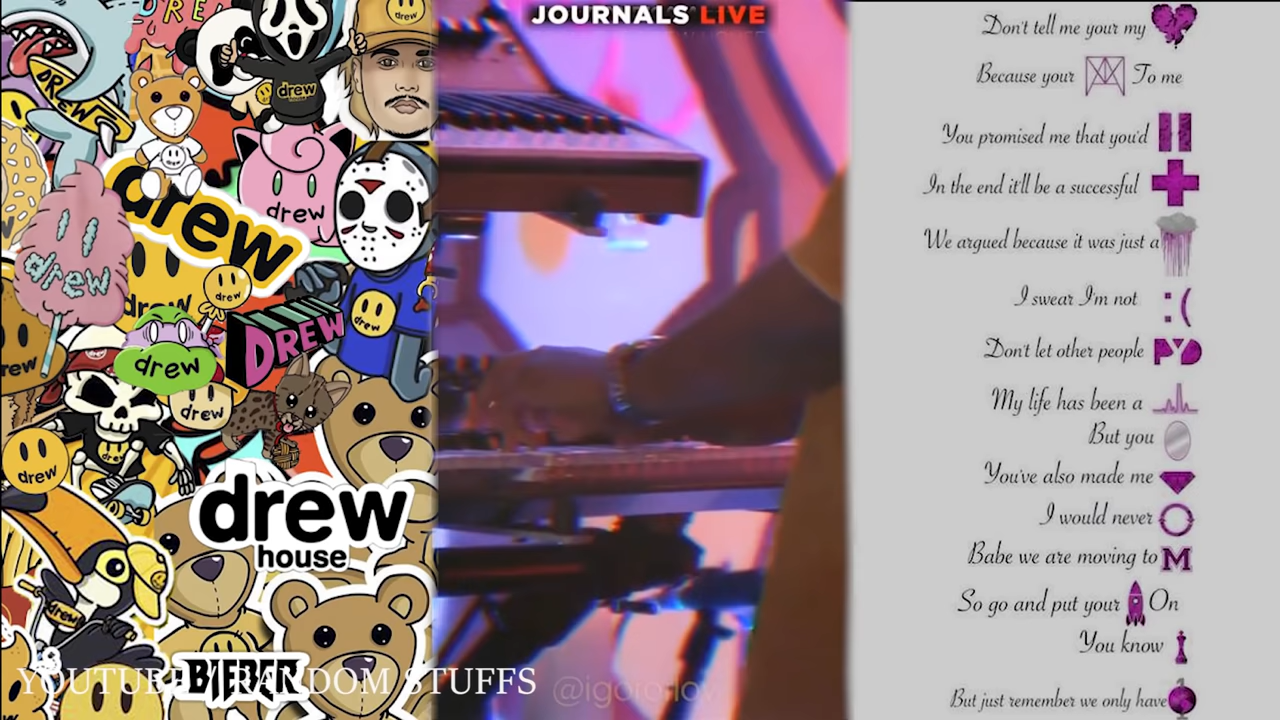 DRE
drew
drew
DREW
drew
drew
drew
drew
drew
drew
DREW
drew
drew
drew
drew
drew
drew
house
drew
BIEBER
YOUTUBE / RANDOM STUFFS
JOURNALS LIVE
@igororlov
Don't tell me your my
Because your To me
You promised me that you'd
In the end it'll be a successful
We argued because it was just a
I swear I'm not
:(
Don't let other people
My life has been a
But you
You've also made me
I would never
Babe we are moving to M
So go and put your On
You know
But just remember we only have